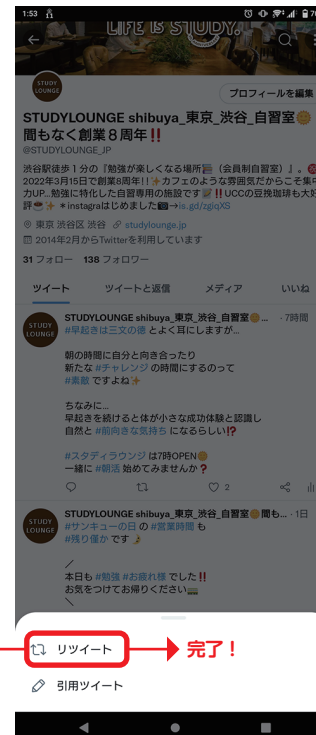 1:53
LIFE IS STUDY.
STUDY
LOUNGE
プロフィールを編集
STUDYLOUNGE shibuya_東京_渋谷_自習室
間もなく創業８周年‼
@STUDYLOUNGE_JP
渋谷駅徒歩１分の『勉強が楽しくなる場所（会員制自習室）』。
2022年3月15日で創業8周年!!カフェのような雰囲気だからこそ集中
力UP。勉強に特化した自習専用の施設です‼UCCの豆挽珈琲も大好
評＊instagraはじめました→is.gd/zgiqXS
東京 渋谷区 渋谷 studylounge.jp
2014年2月からTwitterを利用しています
31 フォロー 138 フォロワー
ツイート ツイートと返信 メディア いいね
STUDY
LOUNGE
STUDYLOUNGE shibuya_東京_渋谷_自習室... · 7時間
#早起きは三文の徳 とよく耳にしますが…
朝の時間に自分と向き合ったり
新たな #チャレンジ の時間にするのって
#素敵 ですよね
ちなみに…
早起きを続けると体が小さな成功体験と認識し
自然と #前向きな気持ち になるらしい⁉
#スタディラウンジ は7時OPEN
一緒に #朝活 始めてみませんか？
2
STUDY
LOUNGE
STUDYLOUNGE shibuya_東京_渋谷_自習室間も... · 1日
#サンキューの日 の #営業時間 も
#残り僅か です
／
本日も #勉強 #お疲れ様 でした‼
お気をつけてお帰りください
＼
リツイート
完了！
引用ツイート